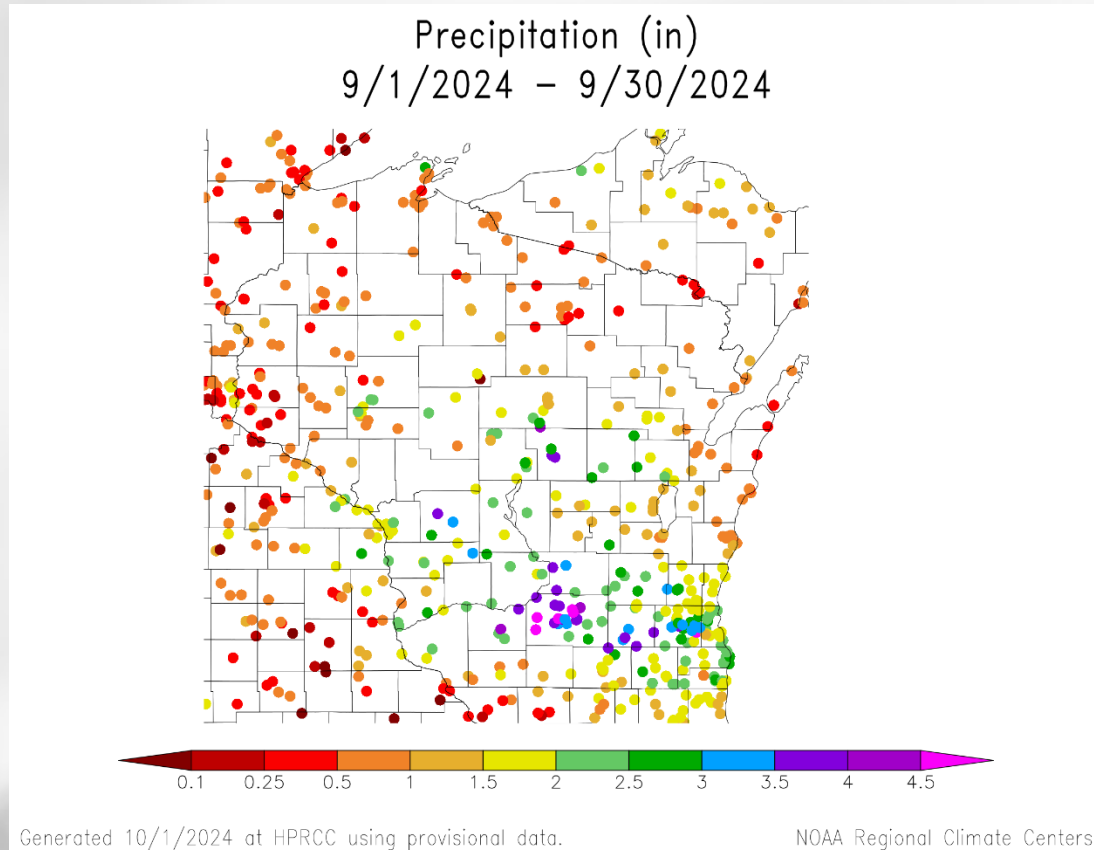 Precipitation (in)
9/1/2024 – 9/30/2024
0.1 0.25 0.5 1 1.5 2 2.5 3 3.5 4 4.5
Generated 10/1/2024 at HPRCC using provisional data. NOAA Regional Climate Centers